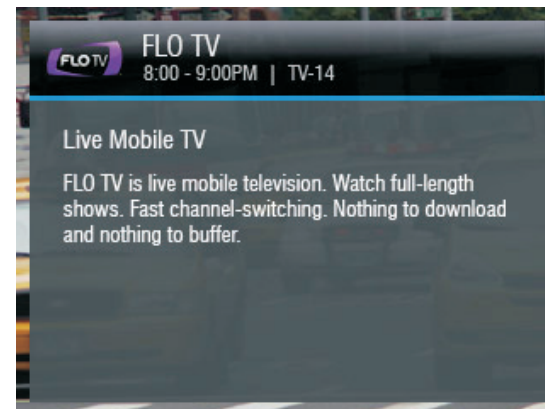 FLO TV
FLO TV
8:00 - 9:00PM | TV-14
Live Mobile TV
FLO TV is live mobile television. Watch full-length
shows. Fast channel-switching. Nothing to download
and nothing to buffer.